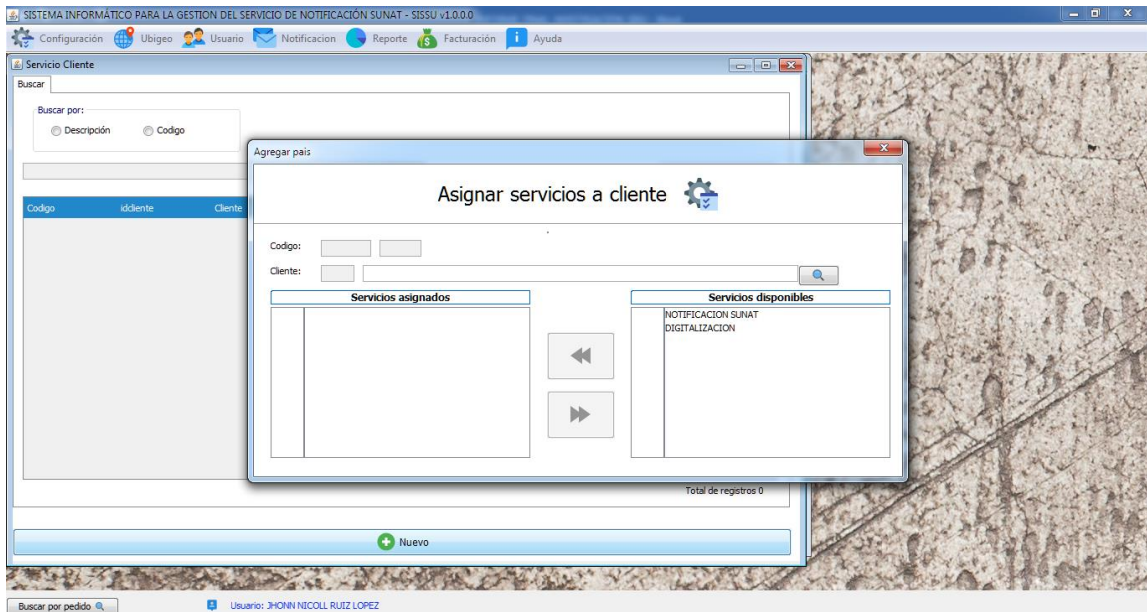 SISTEMA INFORMÁTICO PARA LA GESTION DEL SERVICIO DE NOTIFICACIÓN SUNAT - SISSU v1.0.0.0
Configuración Ubigeo Usuario Notificacion Reporte Facturación Ayuda
Servicio Cliente
Buscar
Buscar por:
Descripción Codigo
Codigo idcliente Cliente
Agregar pais
Asignar servicios a cliente
Codigo:
Cliente:
Servicios asignados Servicios disponibles
NOTIFICACION SUNAT
DIGITALIZACION
Total de registros 0
Nuevo
Buscar por pedido Usuario: JHONN NICOLL RUIZ LOPEZ